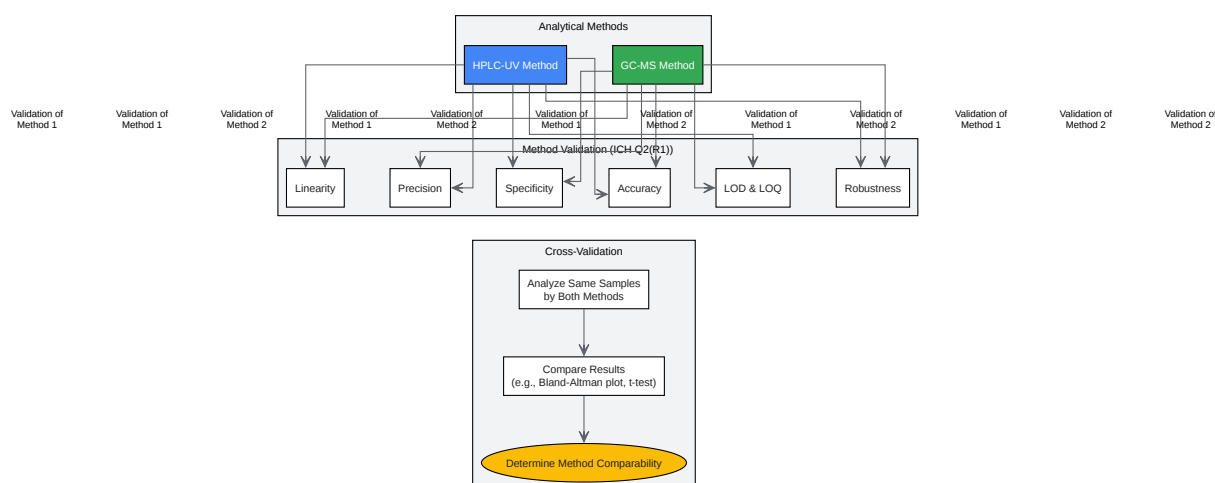 Analytical Methods
HPLC-UV Method
GC-MS Method
Validation of
Method 1
Validation of
Method 1
Validation of
Method 2
Validation of
Method 1
Validation of
Method 2
Validation of
Method 1
Validation of
Method 2
Validation of
Method 1
Validation of
Method 2
Validation of
Method 1
Validation of
Method 2
Validation of
Method 2
Method Validation (ICH Q2(R1))
Linearity
Precision
Specificity
Accuracy
LOD & LOQ
Robustness
Cross-Validation
Analyze Same Samples
by Both Methods
Compare Results
(e.g., Bland-Altman plot, t-test)
Determine Method Comparability